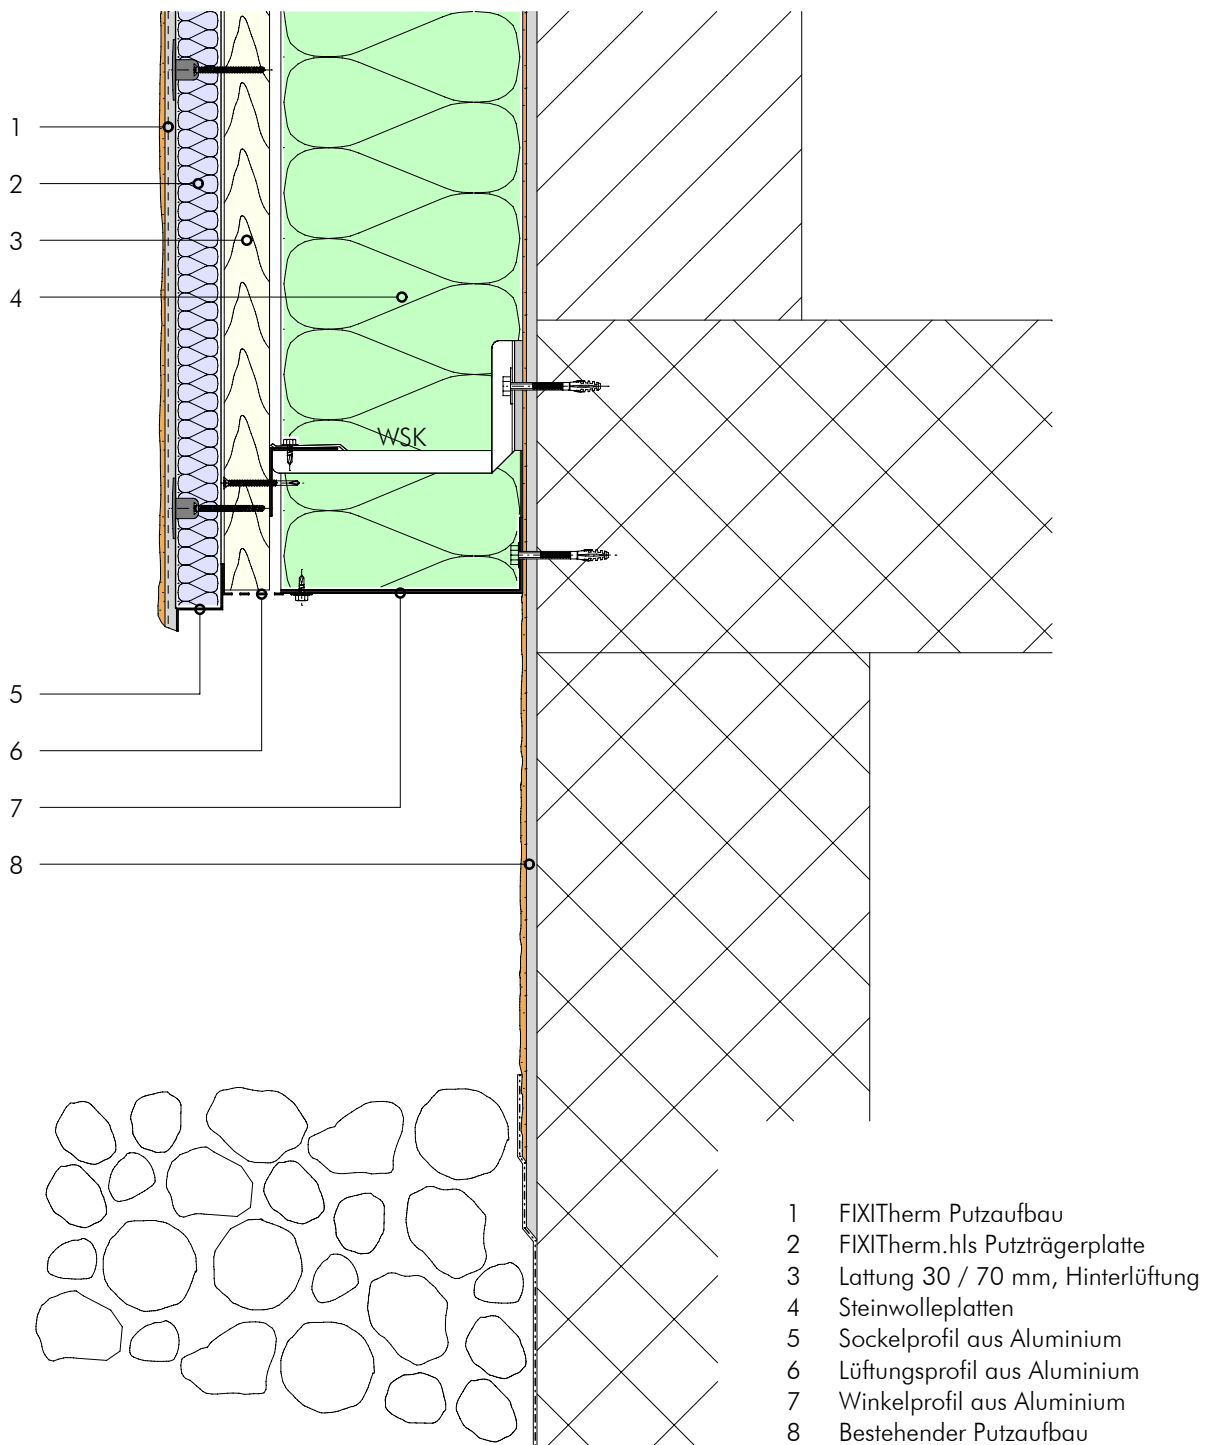 1
2
3
4
WSK
5
6
7
8
1 FIXITherm Putzaufbau
2 FIXITherm.hls Putzträgerplatte
3 Lattung 30 / 70 mm, Hinterlüftung
4 Steinwolleplatten
5 Sockelprofil aus Aluminium
6 Lüftungsprofil aus Aluminium
7 Winkelprofil aus Aluminium
8 Bestehender Putzaufbau